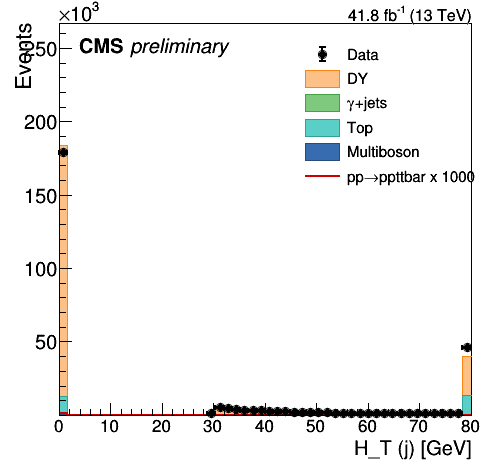 ×10³
41.8 fb⁻¹ (13 TeV)
Events
CMS preliminary
Data
DY
γ+jets
Top
Multiboson
pp→ppttbar x 1000
250
200
150
100
50
0 10 20 30 40 50 60 70 80
H_T (j) [GeV]